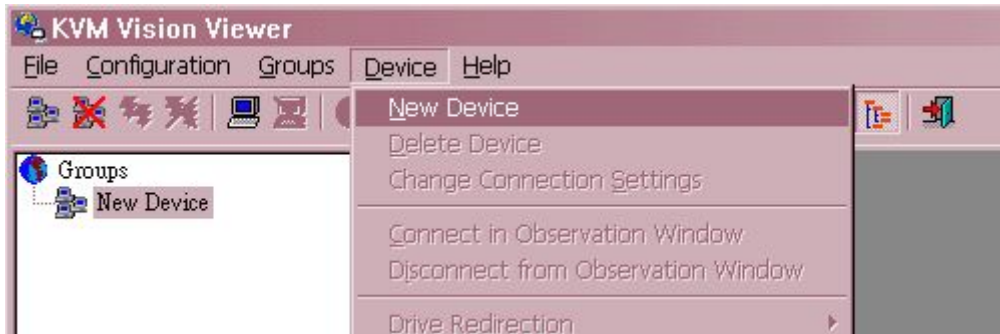 KVM Vision Viewer
File Configuration Groups Device Help
New Device
Delete Device
Change Connection Settings
Groups
New Device
Connect in Observation Window
Disconnect from Observation Window
Drive Redirection